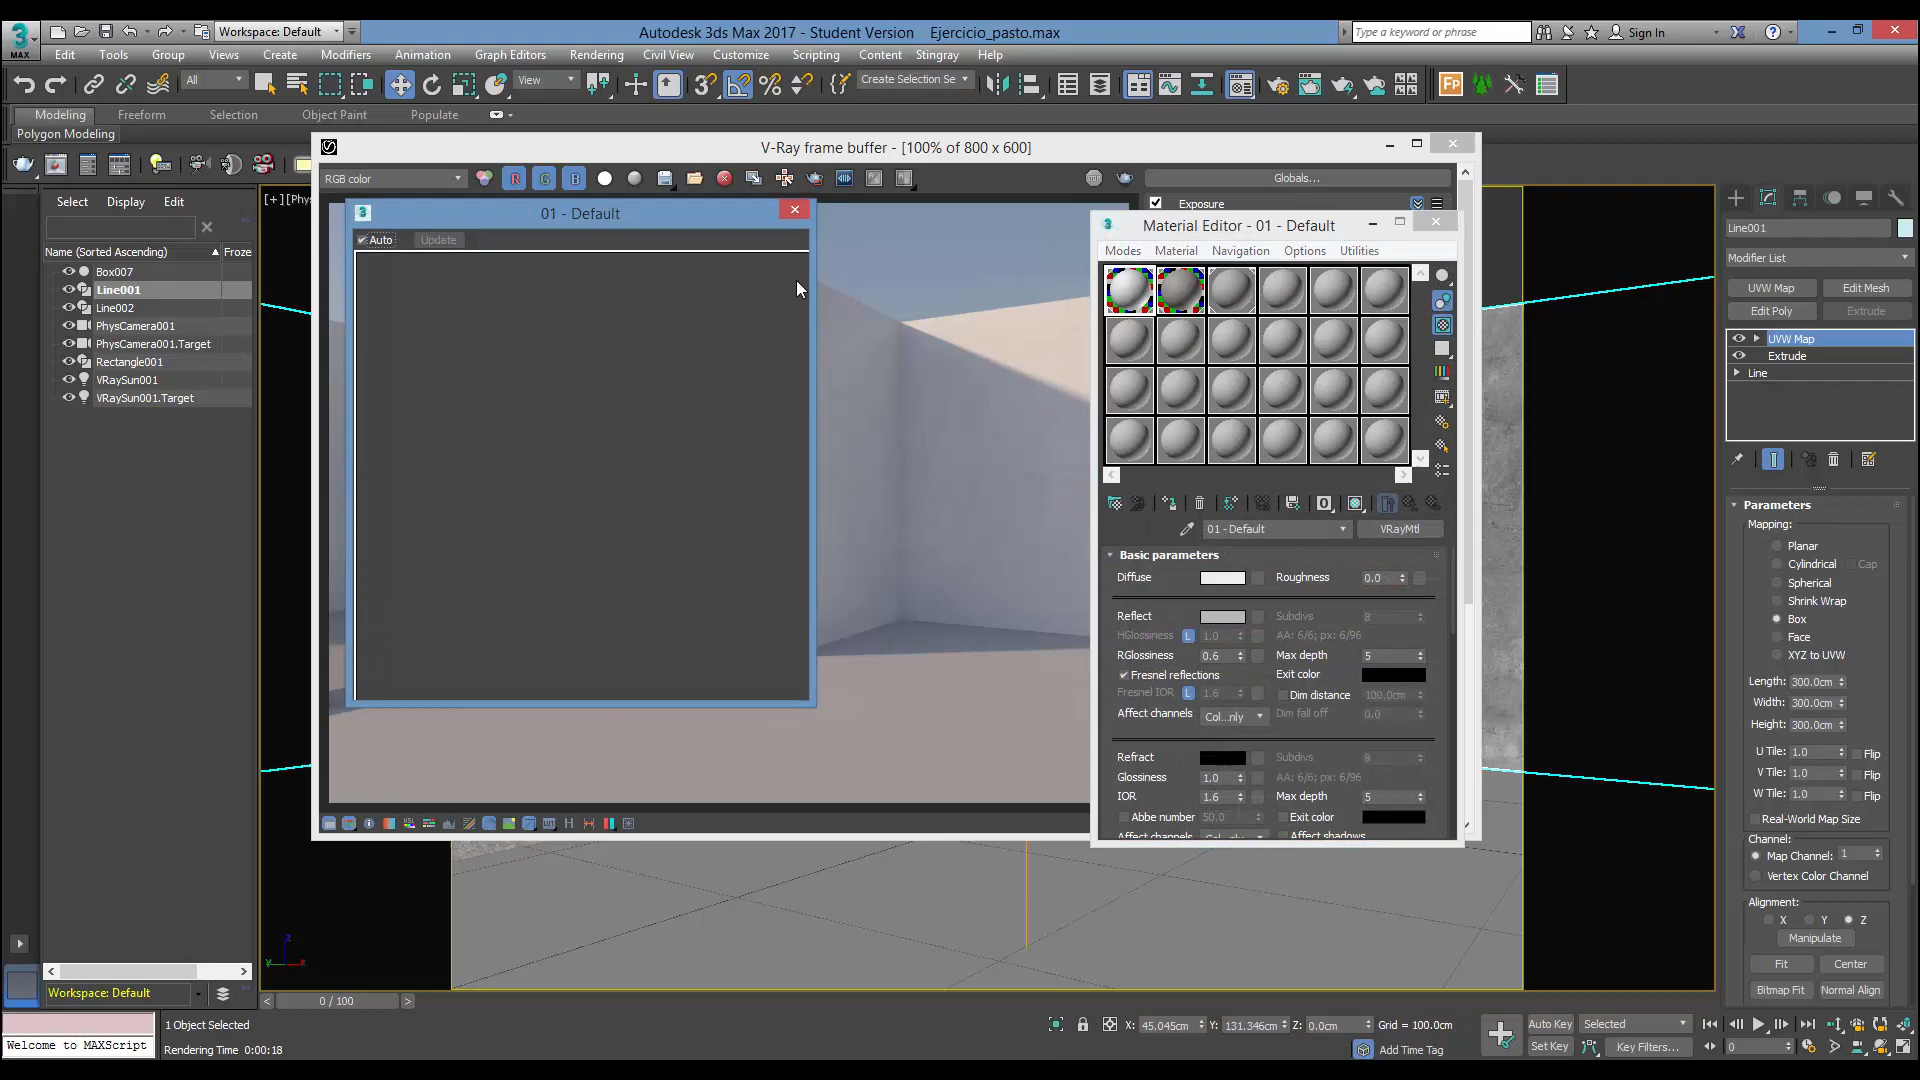 Workspace: Default
Autodesk 3ds Max 2017 - Student Version    Ejercicio_pasto.max
Type a keyword or phrase
Sign In
MAX
Edit Tools Group Views Create Modifiers Animation Graph Editors Rendering Civil View Customize Scripting Content Stingray Help
All
View
Create Selection Se
Modeling Freeform Selection Object Paint Populate
Polygon Modeling
V-Ray frame buffer - [100% of 800 x 600]
RGB color
R G B
Globals...
Exposure
[+] [Phys
Select Display Edit
Name (Sorted Ascending) Froze
Box007
Line001
Line002
PhysCamera001
PhysCamera001.Target
Rectangle001
VRaySun001
VRaySun001.Target
01 - Default
Auto Update
Material Editor - 01 - Default
Modes Material Navigation Options Utilities
01 - Default VRayMtl
Basic parameters
Diffuse Roughness 0.0
Reflect Subdivs 8
HGlossiness L 1.0 AA: 6/6; px: 6/96
RGlossiness 0.6 Max depth 5
Fresnel reflections Exit color
Fresnel IOR L 1.6 Dim distance 100.0cm
Affect channels Col...nly Dim fall off 0.0
Refract Subdivs 8
Glossiness 1.0 AA: 6/6; px: 6/96
IOR 1.6 Max depth 5
Abbe number 50.0 Exit color
Affect channels Col...nly Affect shadows
Line001
Modifier List
UVW Map Edit Mesh
Edit Poly Extrude
UVW Map
Extrude
Line
Parameters
Mapping:
Planar
Cylindrical Cap
Spherical
Shrink Wrap
Box
Face
XYZ to UVW
Length: 300.0cm
Width: 300.0cm
Height: 300.0cm
U Tile: 1.0 Flip
V Tile: 1.0 Flip
W Tile: 1.0 Flip
Real-World Map Size
Channel:
Map Channel: 1
Vertex Color Channel
Alignment:
X Y Z
Manipulate
Fit Center
Bitmap Fit Normal Align
Workspace: Default
0 / 100
1 Object Selected
Welcome to MAXScript
Rendering Time 0:00:18
X: 45.045cm Y: 131.346cm Z: 0.0cm Grid = 100.0cm
Add Time Tag
Auto Key Selected
Set Key Key Filters...
0